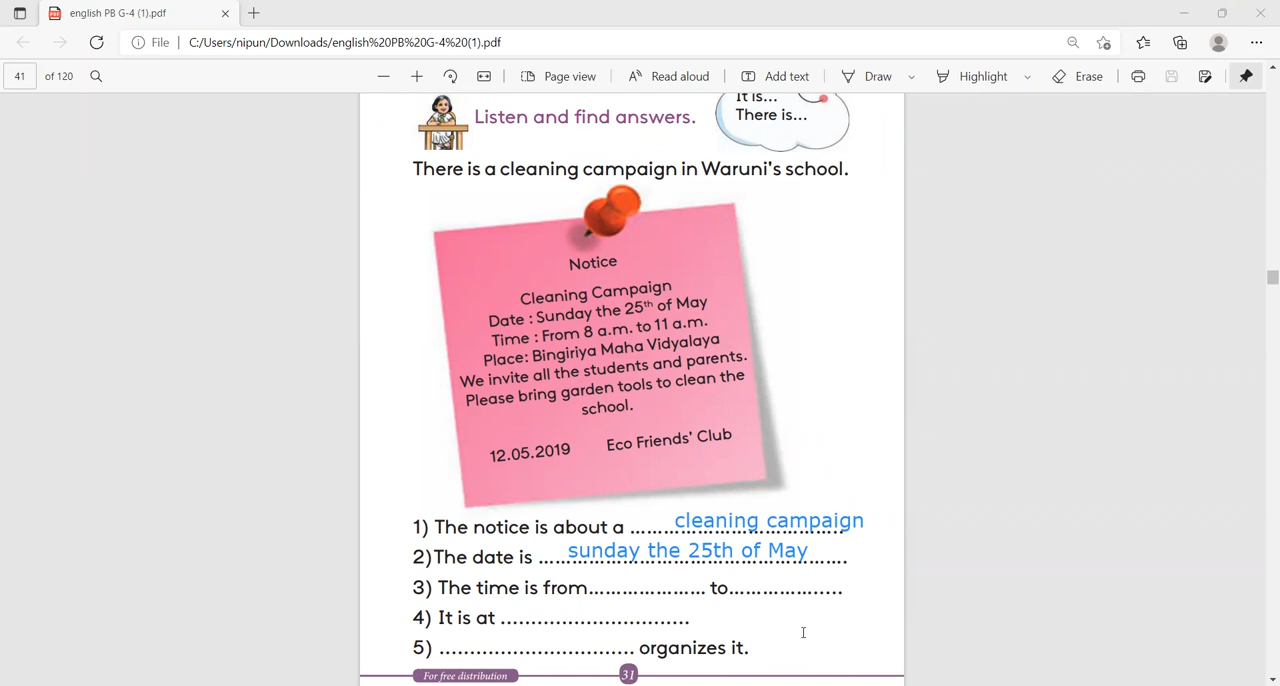 english PB G-4 (1).pdf
File | C:/Users/nipun/Downloads/english%20PB%20G-4%20(1).pdf
41 of 120 Page view Read aloud Add text Draw Highlight Erase
It is...
There is...
Listen and find answers.
There is a cleaning campaign in Waruni's school.
Notice
Cleaning Campaign
Date : Sunday the 25th of May
Time : From 8 a.m. to 11 a.m.
Place: Bingiriya Maha Vidyalaya
We invite all the students and parents.
Please bring garden tools to clean the
school.
12.05.2019 Eco Friends' Club
1) The notice is about a ........ cleaning campaign
2)The date is ........ sunday the 25th of May
3) The time is from..................... to.....................
4) It is at ...............................
5) ................................ organizes it.
For free distribution 31